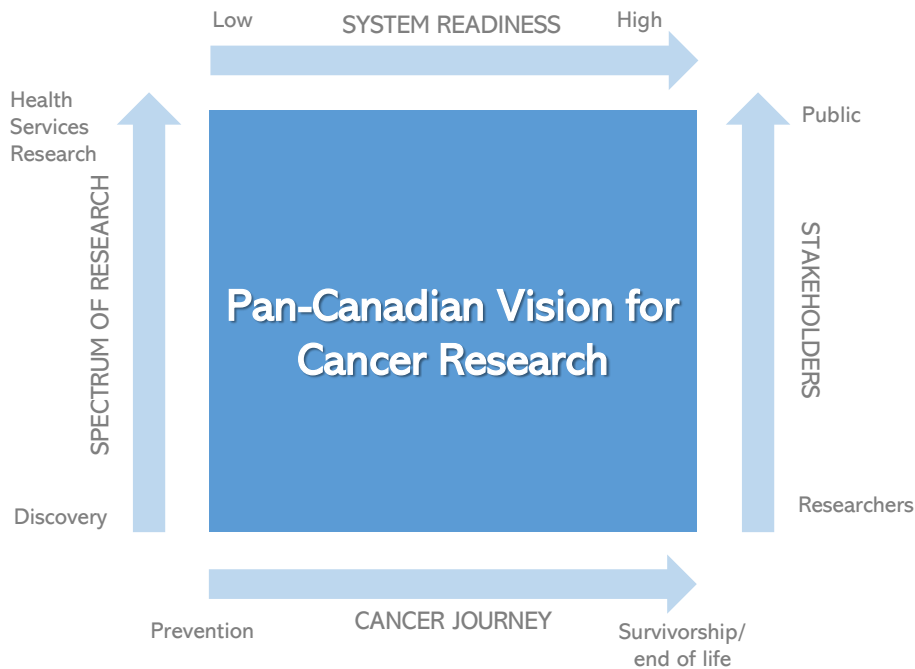 Low
SYSTEM READINESS
High
Health
Services
Research
Public
SPECTRUM OF RESEARCH
STAKEHOLDERS
Pan-Canadian Vision for
Cancer Research
Discovery
Researchers
Prevention
CANCER JOURNEY
Survivorship/
end of life